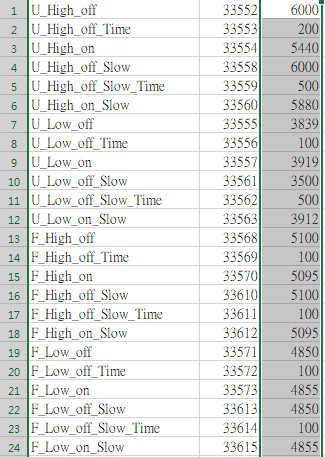 1 U_High_off 33552 6000
2 U_High_off_Time 33553 200
3 U_High_on 33554 5440
4 U_High_off_Slow 33558 6000
5 U_High_off_Slow_Time 33559 500
6 U_High_on_Slow 33560 5880
7 U_Low_off 33555 3839
8 U_Low_off_Time 33556 100
9 U_Low_on 33557 3919
10 U_Low_off_Slow 33561 3500
11 U_Low_off_Slow_Time 33562 500
12 U_Low_on_Slow 33563 3912
13 F_High_off 33568 5100
14 F_High_off_Time 33569 100
15 F_High_on 33570 5095
16 F_High_off_Slow 33610 5100
17 F_High_off_Slow_Time 33611 100
18 F_High_on_Slow 33612 5095
19 F_Low_off 33571 4850
20 F_Low_off_Time 33572 100
21 F_Low_on 33573 4855
22 F_Low_off_Slow 33613 4850
23 F_Low_off_Slow_Time 33614 100
24 F_Low_on_Slow 33615 4855